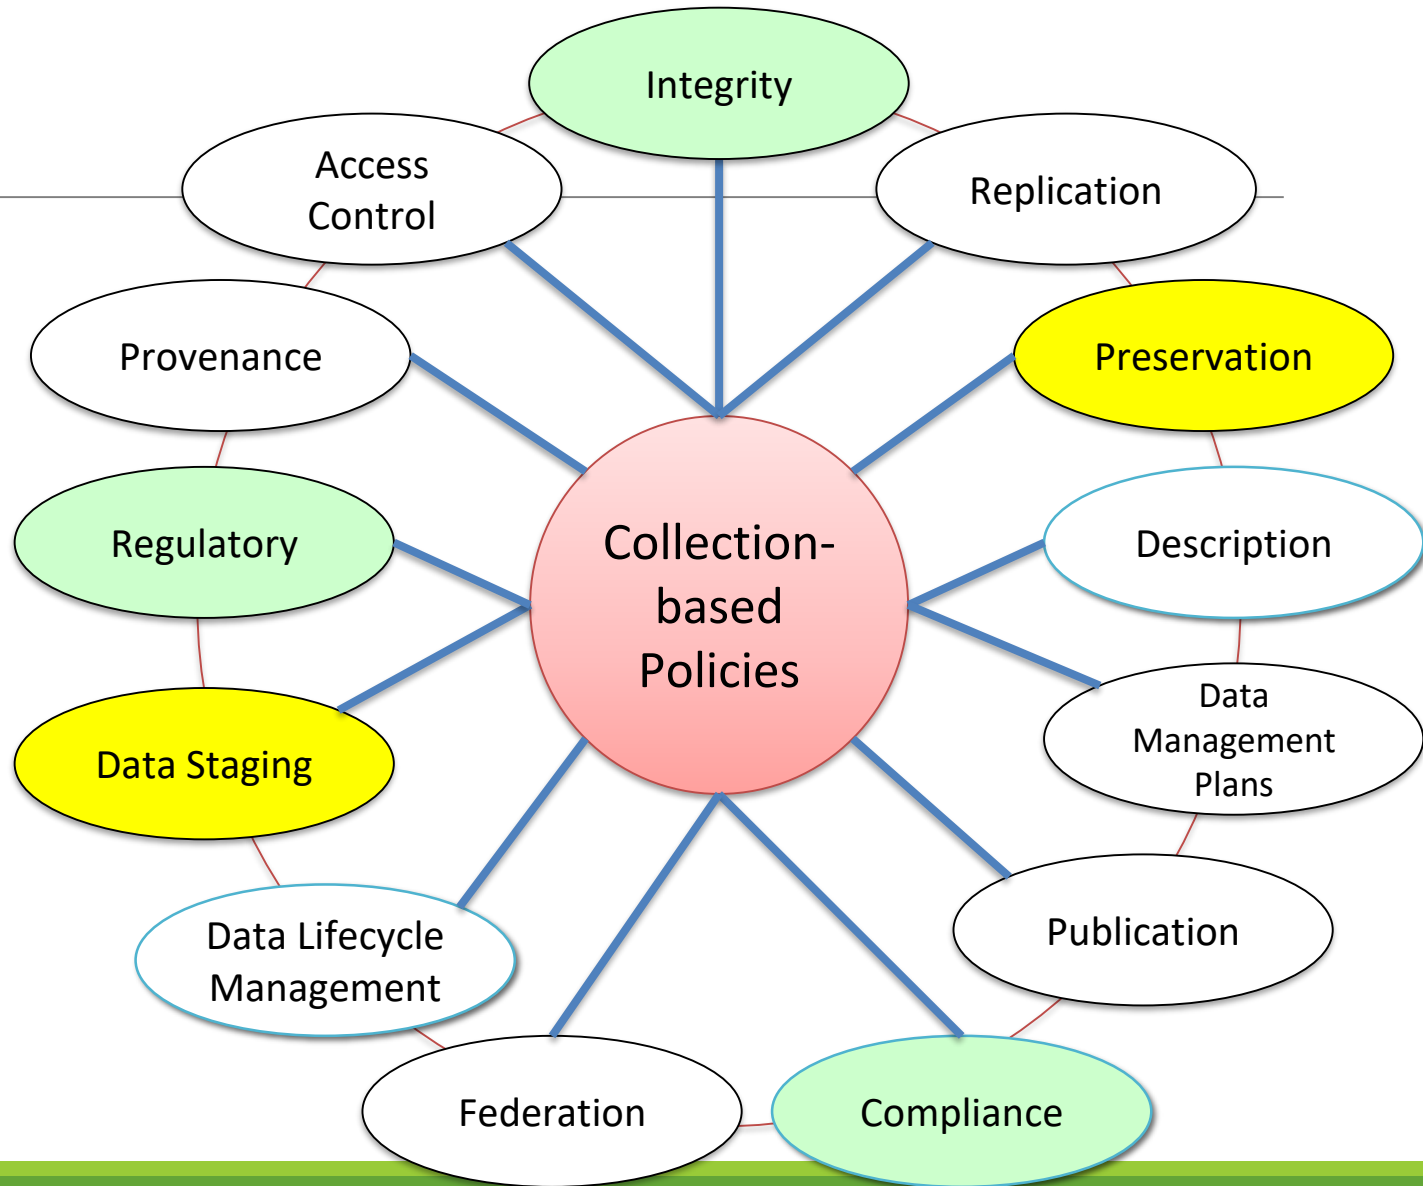 Integrity
Access
Control
Replication
Provenance
Preservation
Regulatory
Collection-
based
Policies
Description
Data
Management
Plans
Data Staging
Publication
Data Lifecycle
Management
Federation
Compliance